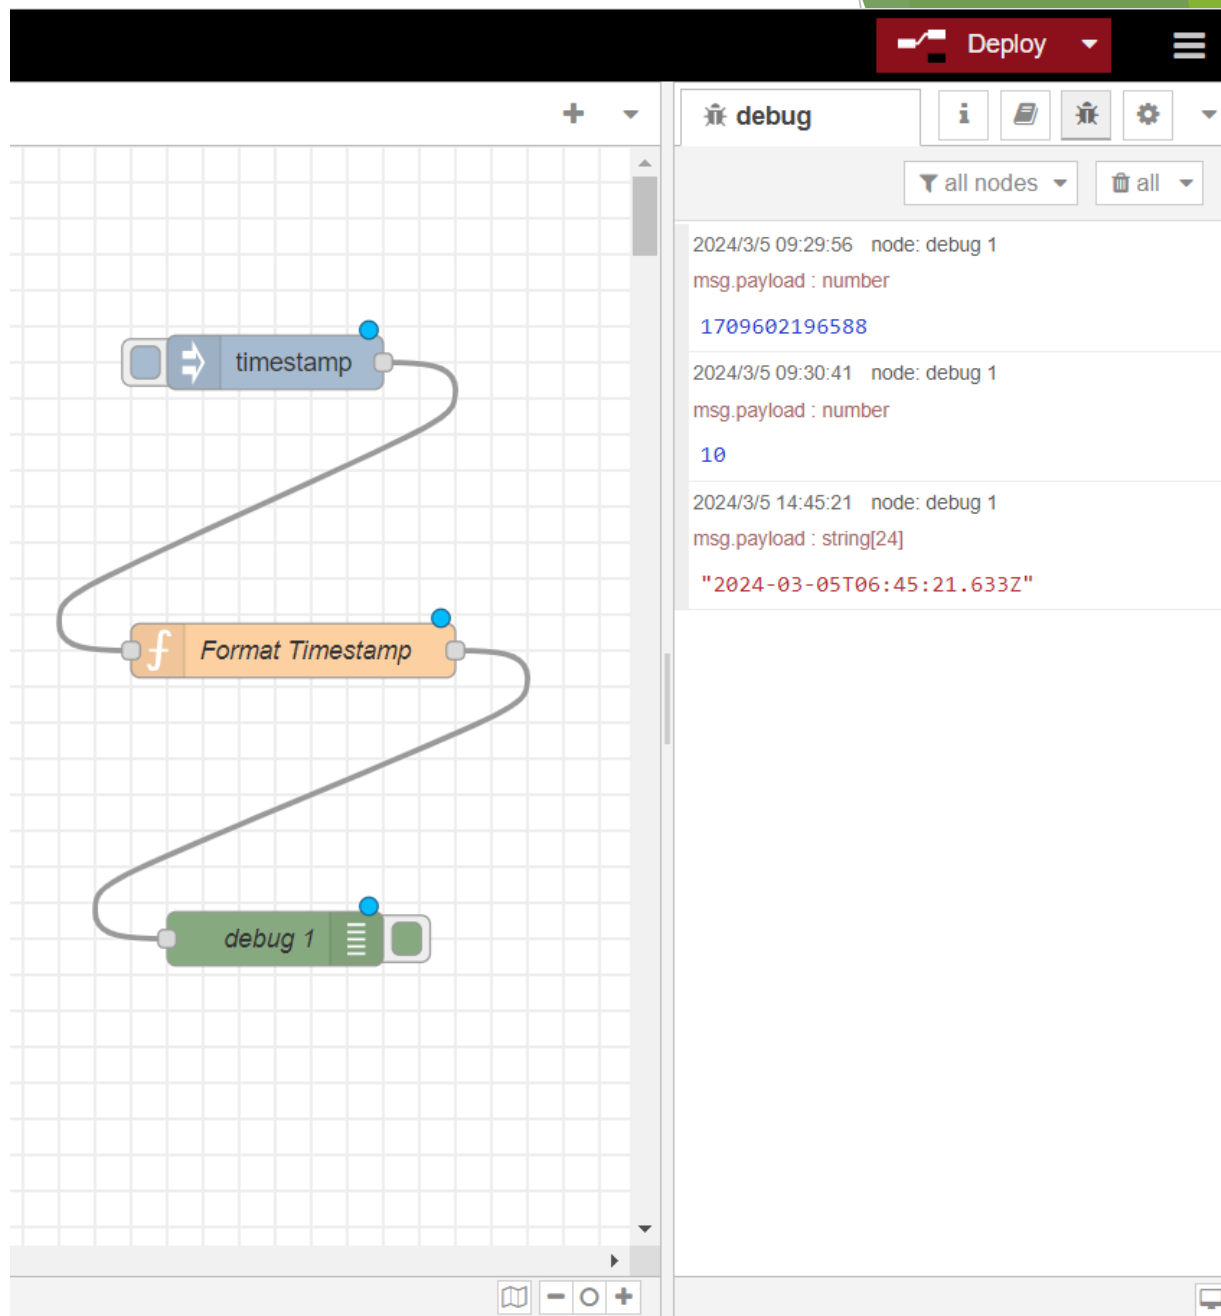 Deploy
debug
all nodes
all
2024/3/5 09:29:56 node: debug 1
msg.payload : number
1709602196588
2024/3/5 09:30:41 node: debug 1
msg.payload : number
10
2024/3/5 14:45:21 node: debug 1
msg.payload : string[24]
"2024-03-05T06:45:21.633Z"
timestamp
Format Timestamp
debug 1